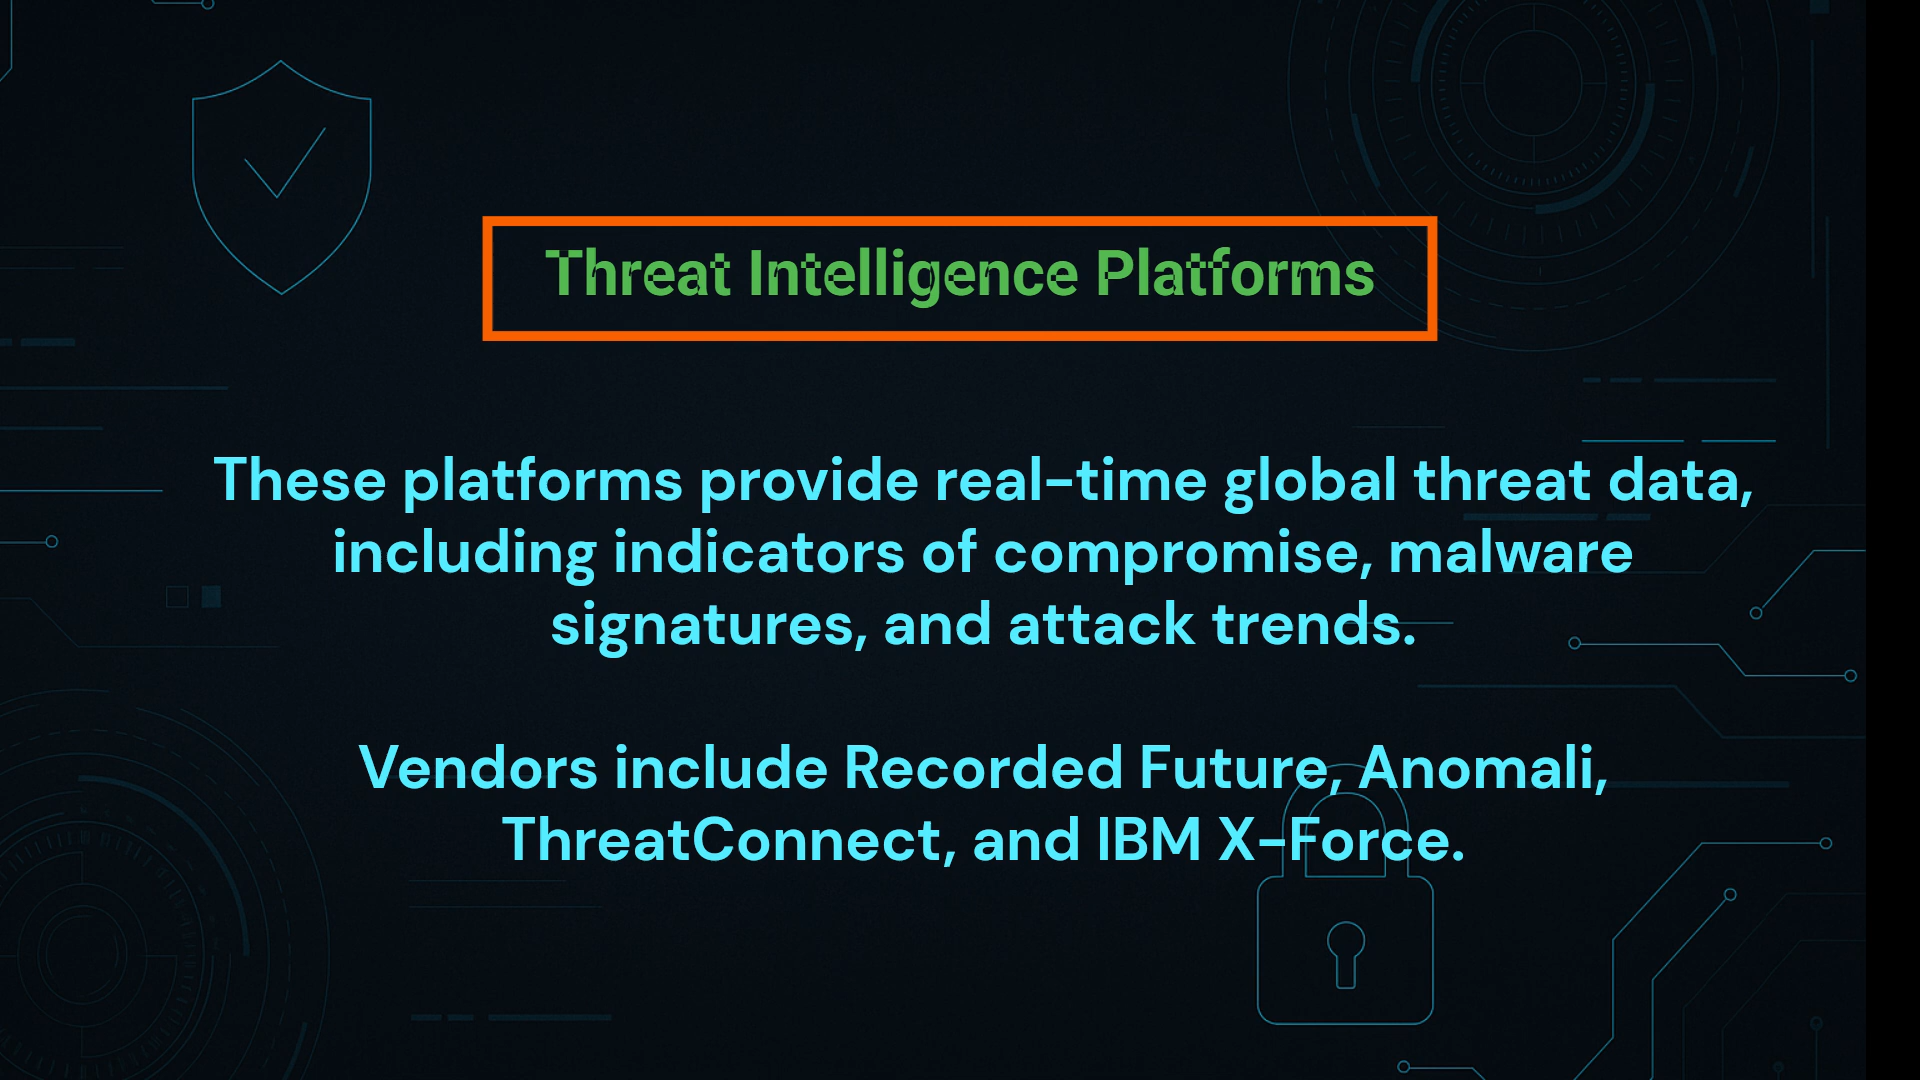 Threat Intelligence Platforms
These platforms provide real-time global threat data,
including indicators of compromise, malware
signatures, and attack trends.
Vendors include Recorded Future, Anomali,
ThreatConnect, and IBM X-Force.